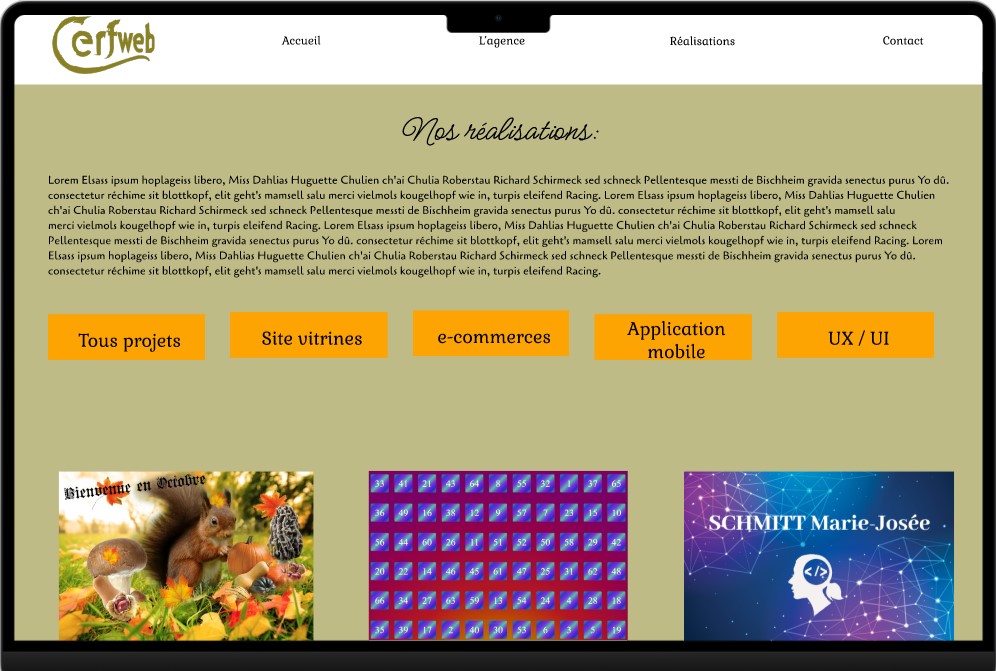 Cerfweb
Accueil
L'agence
Réalisations
Contact
Nos réalisations:
Lorem Elsass ipsum hoplageiss libero, Miss Dahlias Huguette Chulien ch'ai Chulia Roberstau Richard Schirmeck sed schneck Pellentesque messti de Bischheim gravida senectus purus Yo dû.
consectetur réchime sit blottkopf, elit geht's mamsell salu merci vielmols kougelhopf wie in, turpis eleifend Racing. Lorem Elsass ipsum hoplageiss libero, Miss Dahlias Huguette Chulien
ch'ai Chulia Roberstau Richard Schirmeck sed schneck Pellentesque messti de Bischheim gravida senectus purus Yo dû. consectetur réchime sit blottkopf, elit geht's mamsell salu
merci vielmols kougelhopf wie in, turpis eleifend Racing. Lorem Elsass ipsum hoplageiss libero, Miss Dahlias Huguette Chulien ch'ai Chulia Roberstau Richard Schirmeck sed schneck
Pellentesque messti de Bischheim gravida senectus purus Yo dû. consectetur réchime sit blottkopf, elit geht's mamsell salu merci vielmols kougelhopf wie in, turpis eleifend Racing. Lorem
Elsass ipsum hoplageiss libero, Miss Dahlias Huguette Chulien ch'ai Chulia Roberstau Richard Schirmeck sed schneck Pellentesque messti de Bischheim gravida senectus purus Yo dû.
consectetur réchime sit blottkopf, elit geht's mamsell salu merci vielmols kougelhopf wie in, turpis eleifend Racing.
Tous projets
Site vitrines
e-commerces
Application
mobile
UX / UI
Bienvenue en Octobre
33 41 21 43 64 8 55 32 1 37 65
36 49 16 38 12 9 57 7 23 15 10
56 44 60 26 11 51 52 50 58 29 42
20 22 14 46 45 61 47 25 31 62 48
66 34 27 63 59 13 54 24 4 28 18
35 39 17 2 40 30 53 6 3 5 19
SCHMITT Marie-Josée
</>